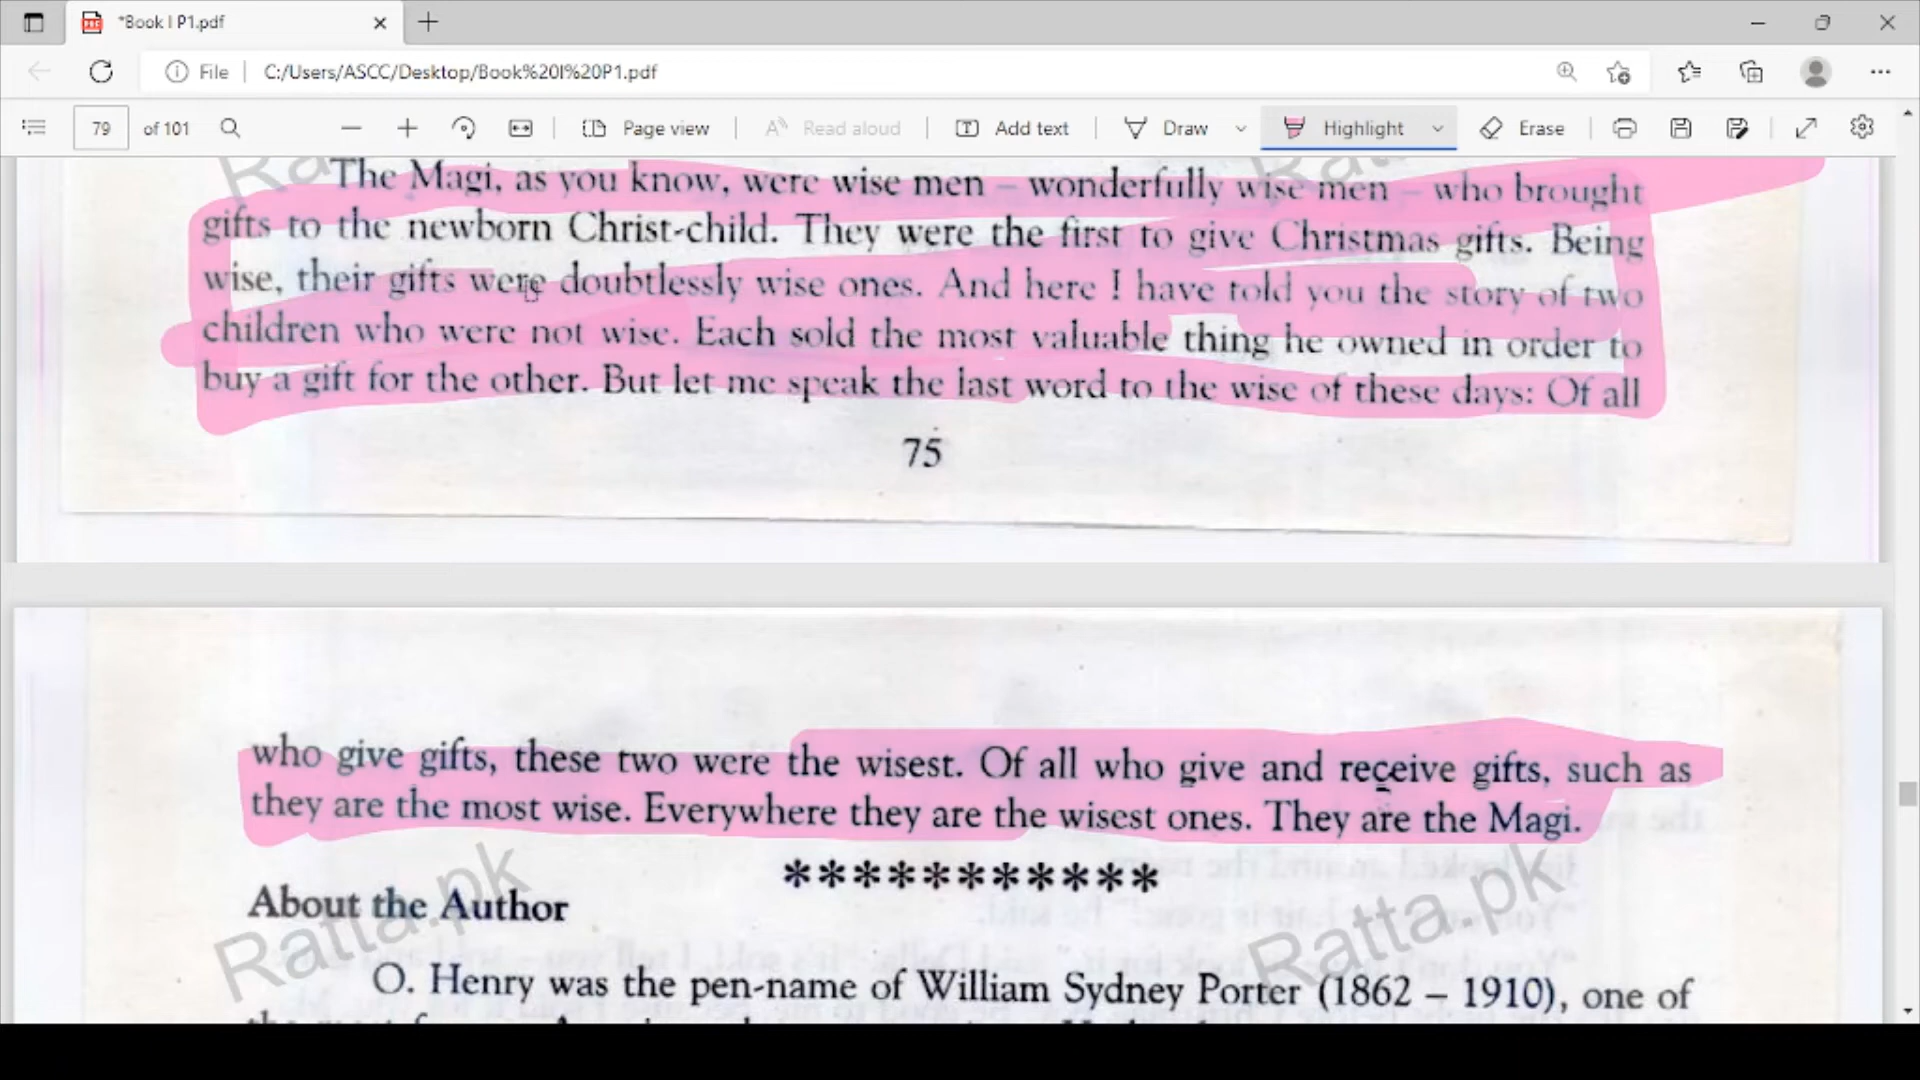 *Book I P1.pdf
File
C:/Users/ASCC/Desktop/Book%20I%20P1.pdf
79 of 101
Page view
Read aloud
Add text
Draw
Highlight
Erase
The Magi, as you know, were wise men – wonderfully wise men – who brought
gifts to the newborn Christ-child. They were the first to give Christmas gifts. Being
wise, their gifts were doubtlessly wise ones. And here I have told you the story of two
children who were not wise. Each sold the most valuable thing he owned in order to
buy a gift for the other. But let me speak the last word to the wise of these days: Of all
75
who give gifts, these two were the wisest. Of all who give and receive gifts, such as
they are the most wise. Everywhere they are the wisest ones. They are the Magi.
***********
About the Author
Ratta.pk
Ratta.pk
O. Henry was the pen-name of William Sydney Porter (1862 – 1910), one of